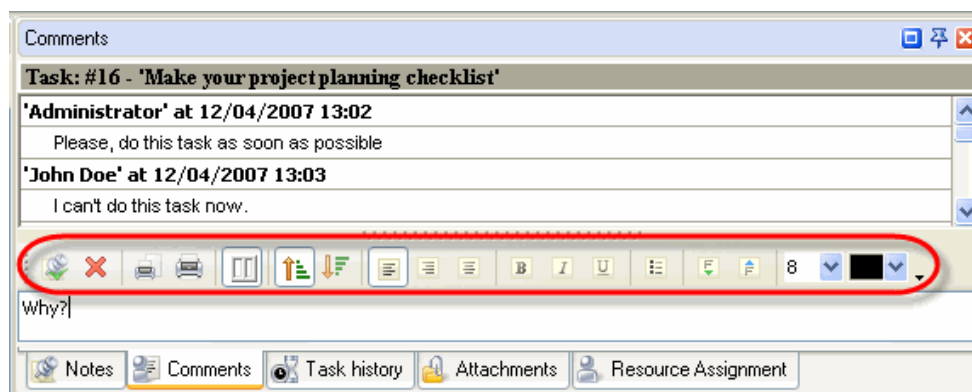 Comments
Task: #16 - 'Make your project planning checklist'
'Administrator' at 12/04/2007 13:02
Please, do this task as soon as possible
'John Doe' at 12/04/2007 13:03
I can't do this task now.
B I U 8
Why?
Notes Comments Task history Attachments Resource Assignment